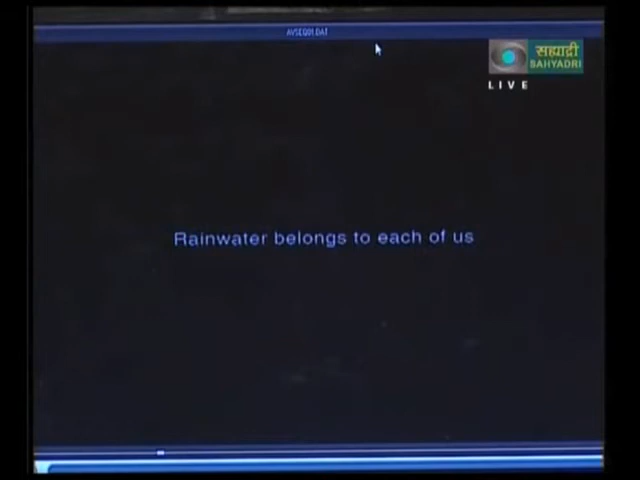 AVSEQ01.DAT
सह्याद्री
SAHYADRI
LIVE
Rainwater belongs to each of us